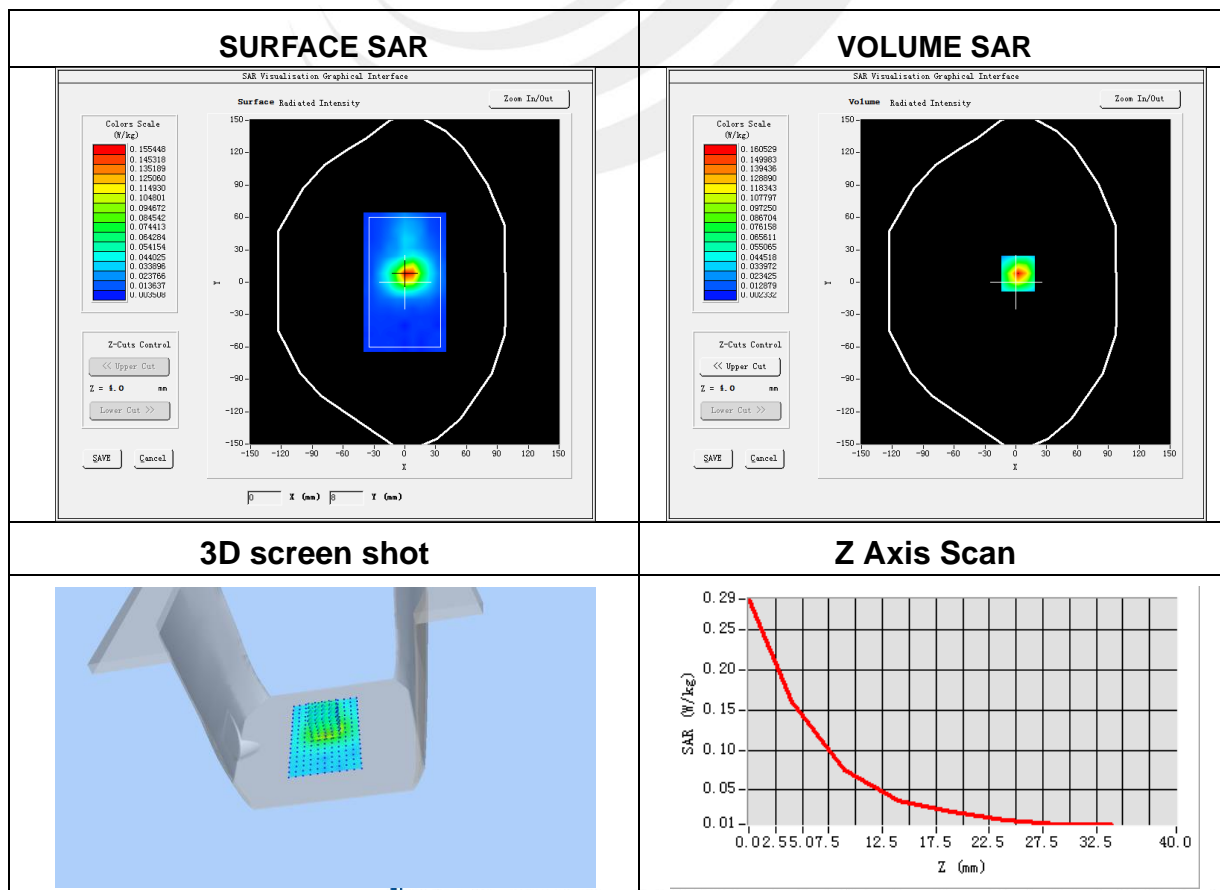 SURFACE SAR
SAR Visualisation Graphical Interface
Surface Radiated Intensity
Zoom In/Out
Colors Scale
(W/kg)
0.155448
0.145318
0.135189
0.125060
0.114930
0.104801
0.094672
0.084542
0.074413
0.064284
0.054154
0.044025
0.033896
0.023766
0.013637
0.003508
Z-Cuts Control
<< Upper Cut
Z = 4.0 mm
Lower Cut >>
SAVE Cancel
150
120
90
60
30
0
-30
-60
-90
-120
-150
Y
-150 -120 -90 -60 -30 0 30 60 90 120 150
X
0 X (mm) 8 Y (mm)
VOLUME SAR
SAR Visualisation Graphical Interface
Volume Radiated Intensity
Zoom In/Out
Colors Scale
(W/kg)
0.160529
0.149983
0.139436
0.128890
0.118343
0.107797
0.097250
0.086704
0.076158
0.065611
0.055065
0.044518
0.033972
0.023425
0.012879
0.002332
Z-Cuts Control
<< Upper Cut
Z = 4.0 mm
Lower Cut >>
SAVE Cancel
150
120
90
60
30
0
-30
-60
-90
-120
-150
Y
-150 -120 -90 -60 -30 0 30 60 90 120 150
X
3D screen shot
Z Axis Scan
0.29
0.25
0.20
0.15
0.10
0.05
0.01
SAR (W/kg)
0.0 2.5 5.0 7.5 12.5 17.5 22.5 27.5 32.5 40.0
Z (mm)